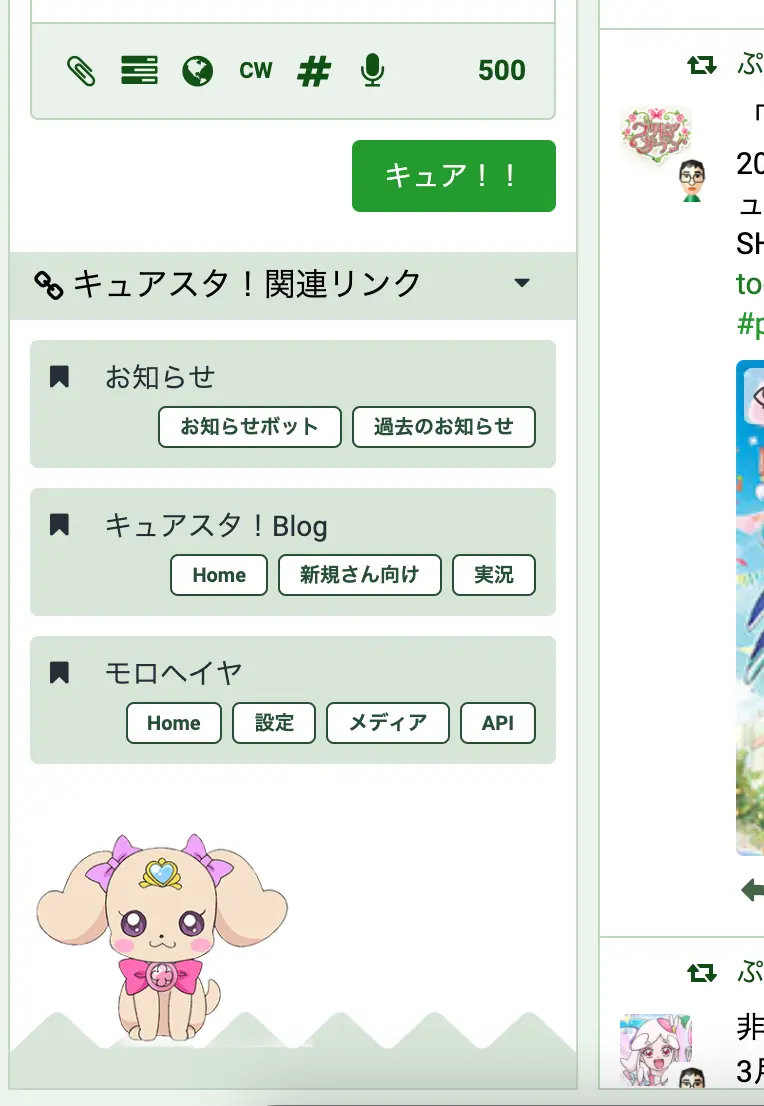 CW
#
500
キュア！！
キュアスタ！関連リンク
お知らせ
お知らせボット
過去のお知らせ
キュアスタ！Blog
Home
新規さん向け
実況
モロヘイヤ
Home
設定
メディア
API
ぷ
「
20
ュ
SH
to
#p
ぷ
非
3月